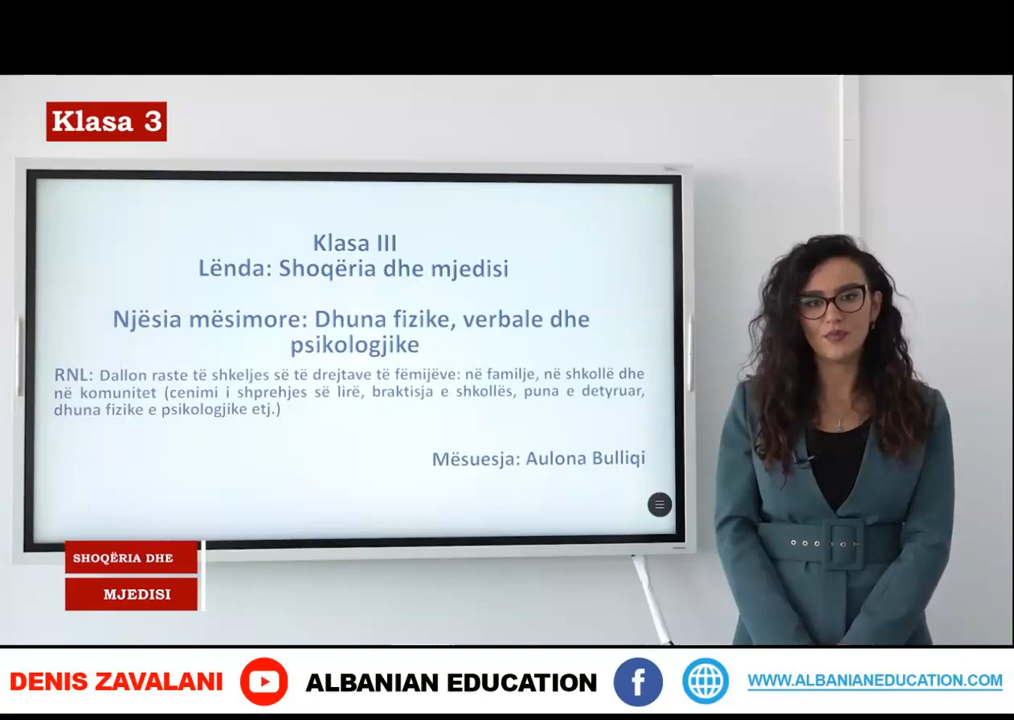 Klasa 3
Klasa III
Lënda: Shoqëria dhe mjedisi
Njësia mësimore: Dhuna fizike, verbale dhe
psikologjike
RNL: Dallon raste të shkeljes së të drejtave të fëmijëve: në familje, në shkollë dhe
në komunitet (cenimi i shprehjes së lirë, braktisja e shkollës, puna e detyruar,
dhuna fizike e psikologjike etj.)
Mësuesja: Aulona Bulliqi
SHOQËRIA DHE
MJEDISI
DENIS ZAVALANI ALBANIAN EDUCATION WWW.ALBANIANEDUCATION.COM